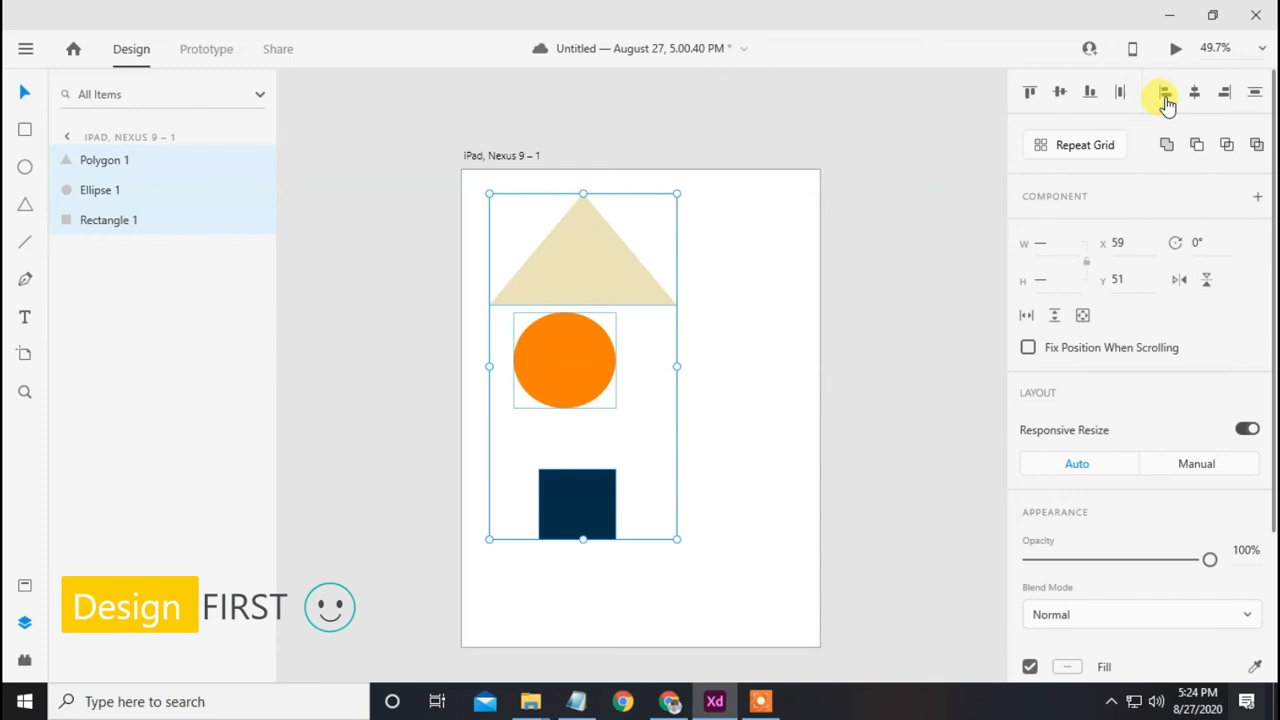 Design
Prototype
Share
Untitled — August 27, 5.00.40 PM *
49.7%
All Items
IPAD, NEXUS 9 – 1
Polygon 1
Ellipse 1
Rectangle 1
iPad, Nexus 9 – 1
Repeat Grid
COMPONENT
W — X 59 0°
H — Y 51
Fix Position When Scrolling
LAYOUT
Responsive Resize
Auto Manual
APPEARANCE
Opacity
100%
Blend Mode
Normal
Fill
Design FIRST
Type here to search
Xd
5:24 PM
8/27/2020